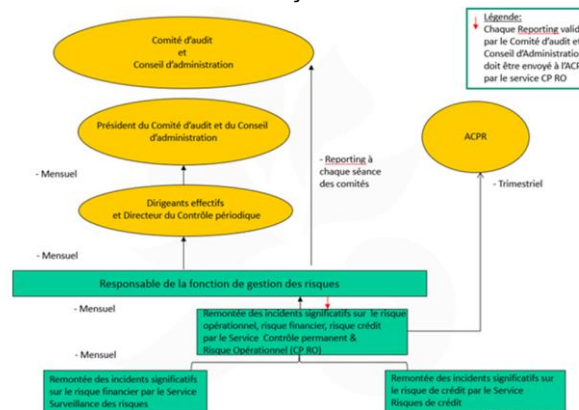 Comité d'audit
et
Conseil d'administration
Légende:
Chaque Reporting valid
par le Comité d'audit et
Conseil d'Administration
doit être envoyé à l'ACP
par le service CP RO
Président du Comité d'audit et du Conseil
d'administration
ACPR
- Mensuel
- Reporting à
chaque séance
des comités
- Trimestriel
Dirigeants effectifs
et Directeur du Contrôle périodique
- Mensuel
Responsable de la fonction de gestion des risques
- Mensuel
Remontée des incidents significatifs sur le risque
opérationnel, risque financier, risque crédit
par le Service Contrôle permanent &
Risque Opérationnel (CP RO)
- Mensuel
Remontée des incidents significatifs
sur le risque financier par le Service
Surveillance des risques
Remontée des incidents significatifs sur
le risque de crédit par le Service
Risques de crédit